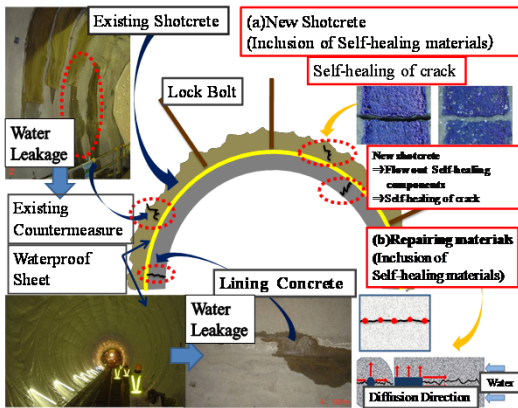 Existing Shotcrete
(a)New Shotcrete
(Inclusion of Self-healing materials)
Self-healing of crack
Lock Bolt
Water
Leakage
New shotcrete
⇒Flow out Self-healing
components
⇒Self-healing of crack
Existing
Countermeasure
Waterproof
Sheet
(b)Repairing materials
(Inclusion of
Self-healing materials)
Lining Concrete
Water
Leakage
Water
Diffusion Direction